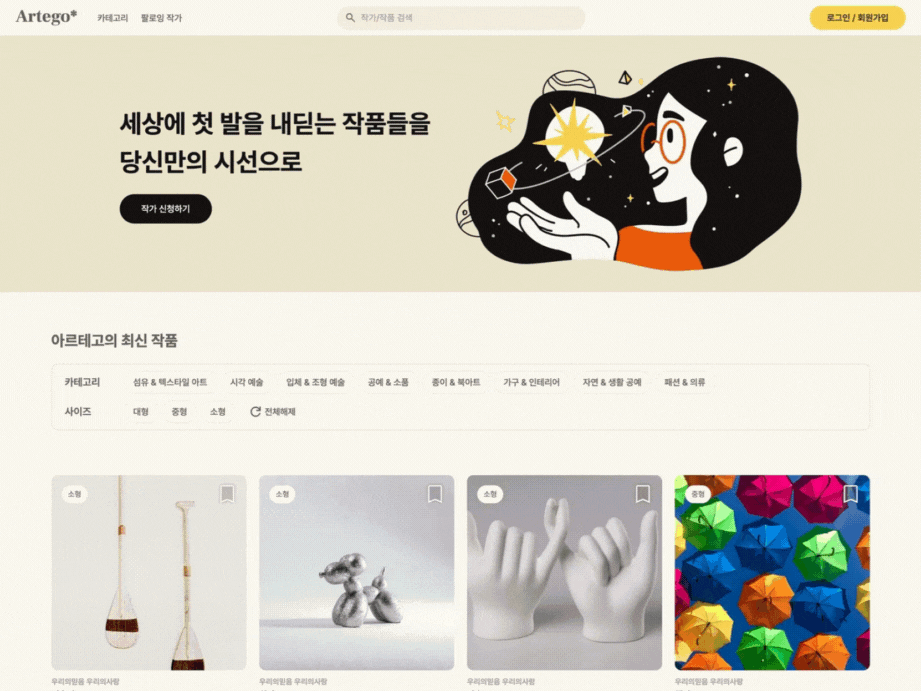 Artego*
카테고리 팔로잉 작가
작가/작품 검색
로그인 / 회원가입
세상에 첫 발을 내딛는 작품들을
당신만의 시선으로
작가 신청하기
아르테고의 최신 작품
카테고리 섬유 & 텍스타일 아트 시각 예술 입체 & 조형 예술 공예 & 소품 종이 & 북아트 가구 & 인테리어 자연 & 생활 공예 패션 & 의류
사이즈 대형 중형 소형 전체해제
소형 소형 소형 중형
우리의믿음 우리의사랑 우리의믿음 우리의사랑 우리의믿음 우리의사랑 우리의믿음 우리의사랑